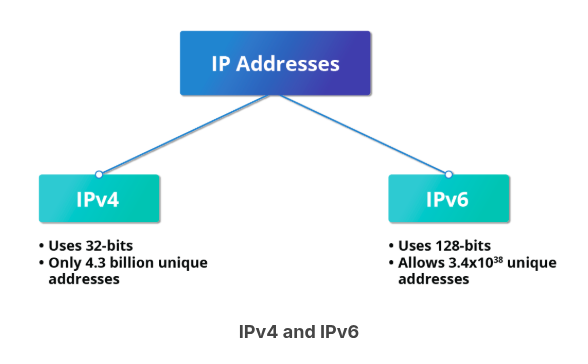 IP Addresses
IPv4
• Uses 32-bits
• Only 4.3 billion unique
addresses
IPv6
• Uses 128-bits
• Allows 3.4x10³⁸ unique
addresses
IPv4 and IPv6